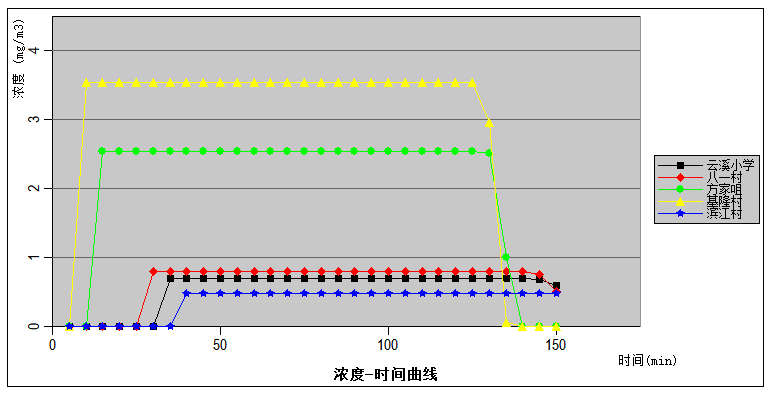 浓度 (mg/m3)
4
3
2
1
0
0 50 100 150
时间(min)
浓度-时间曲线
云溪小学
八一村
方家咀
基隆村
滨江村